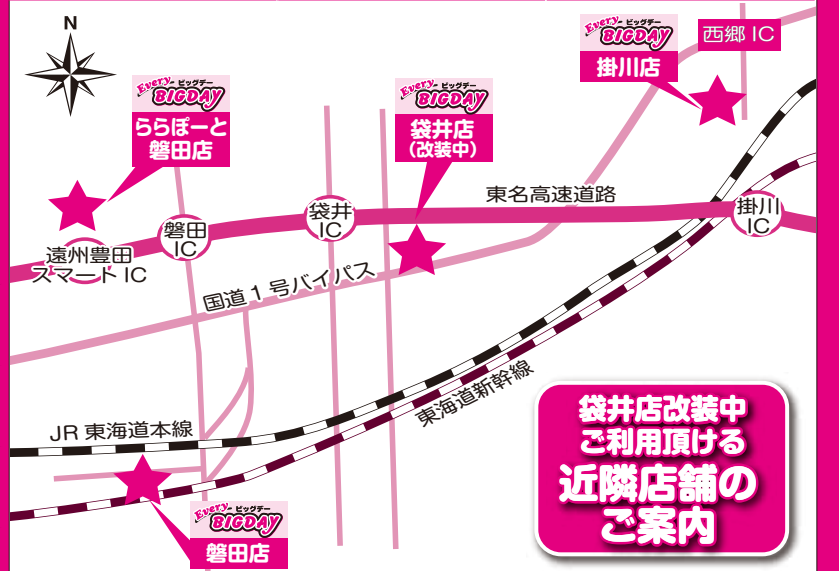 N
Every
ビッグデー
BIGDAY
ららぽーと
磐田店
Every
ビッグデー
BIGDAY
袋井店
(改装中)
Every
ビッグデー
BIGDAY
掛川店
西郷 IC
東名高速道路
掛川
IC
袋井
IC
磐田
IC
遠州豊田
スマート IC
国道 1 号バイパス
東海道新幹線
JR 東海道本線
Every
ビッグデー
BIGDAY
磐田店
袋井店改装中
ご利用頂ける
近隣店舗の
ご案内